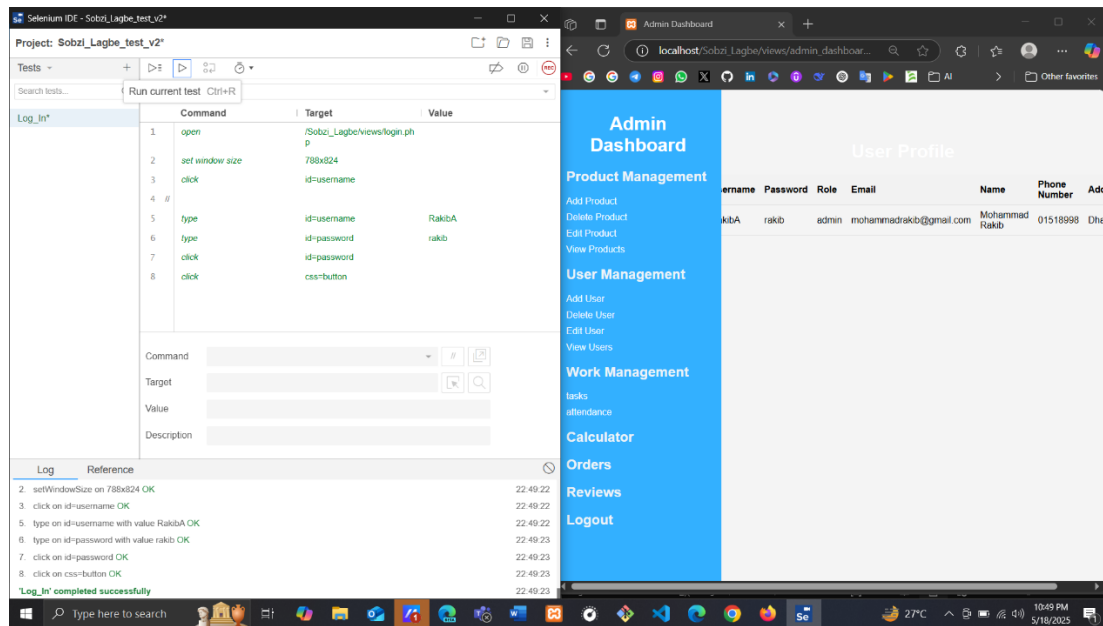 Selenium IDE - Sobzi_Lagbe_test_v2*
Project: Sobzi_Lagbe_test_v2*
Tests
Search tests...
Run current test Ctrl+R
Log_In*
Command Target Value
1 open /Sobzi_Lagbe/views/login.php
2 set window size 788x824
3 click id=username
4 //
5 type id=username RakibA
6 type id=password rakib
7 click id=password
8 click css=button
Command //
Target
Value
Description
Log Reference
2. setWindowSize on 788x824 OK 22:49:22
3. click on id=username OK 22:49:22
5. type on id=username with value RakibA OK 22:49:22
6. type on id=password with value rakib OK 22:49:23
7. click on id=password OK 22:49:23
8. click on css=button OK 22:49:23
'Log_In' completed successfully 22:49:23
Admin Dashboard
localhost/Sobzi_Lagbe/views/admin_dashboar...
AI
Other favorites
Admin
Dashboard
Product Management
Add Product
Delete Product
Edit Product
View Products
User Management
Add User
Delete User
Edit User
View Users
Work Management
tasks
attendance
Calculator
Orders
Reviews
Logout
User Profile
ername Password Role Email Name Phone Number Add
kibA rakib admin mohammadrakib@gmail.com Mohammad Rakib 01518998 Dha
REC
Type here to search
27°C
10:49 PM
5/18/2025